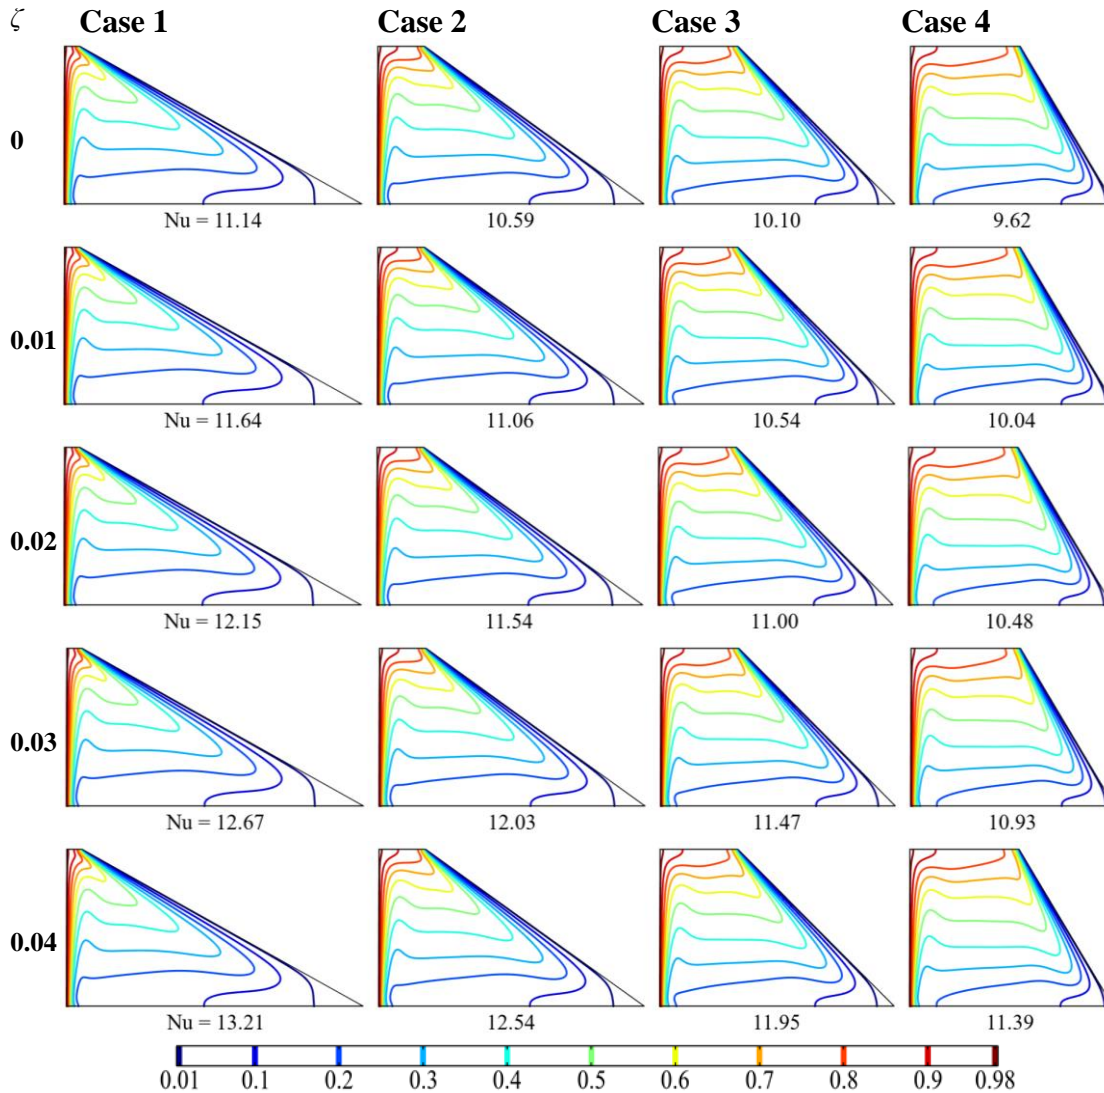 ζ Case 1 Case 2 Case 3 Case 4
0
Nu = 11.14 10.59 10.10 9.62
0.01
Nu = 11.64 11.06 10.54 10.04
0.02
Nu = 12.15 11.54 11.00 10.48
0.03
Nu = 12.67 12.03 11.47 10.93
0.04
Nu = 13.21 12.54 11.95 11.39
0.01 0.1 0.2 0.3 0.4 0.5 0.6 0.7 0.8 0.9 0.98